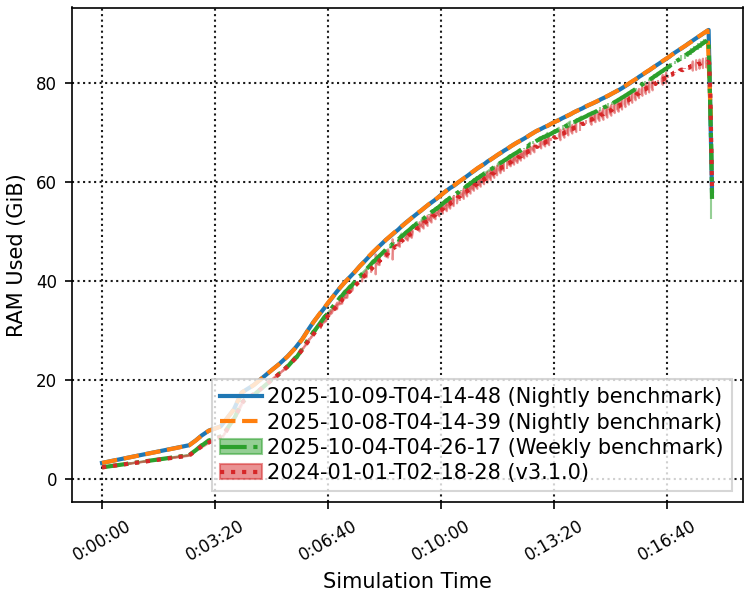 RAM Used (GiB)
80
60
40
20
0
2025-10-09-T04-14-48 (Nightly benchmark)
2025-10-08-T04-14-39 (Nightly benchmark)
2025-10-04-T04-26-17 (Weekly benchmark)
2024-01-01-T02-18-28 (v3.1.0)
0:00:00 0:03:20 0:06:40 0:10:00 0:13:20 0:16:40
Simulation Time